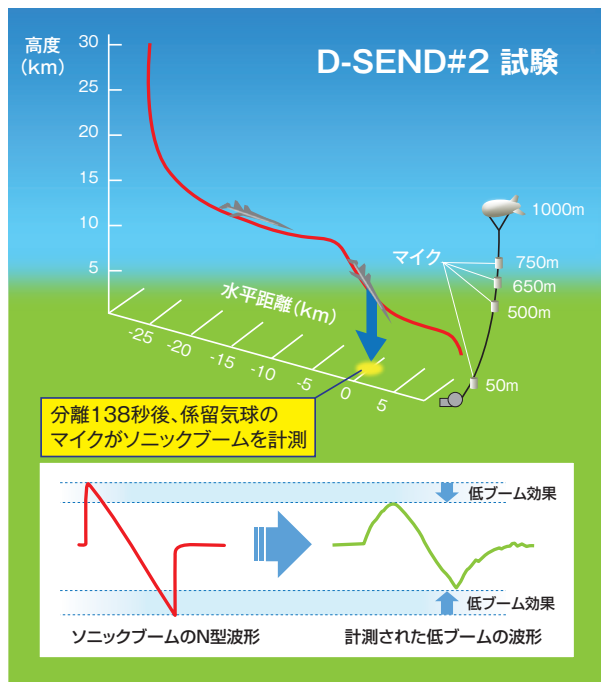 D-SEND#2 試験
高度
（km）
30
25
20
15
10
5
水平距離（km）
-25
-20
-15
-10
-5
0
5
マイク
1000m
750m
650m
500m
50m
分離138秒後、係留気球の
マイクがソニックブームを計測
低ブーム効果
低ブーム効果
ソニックブームのN型波形
計測された低ブームの波形